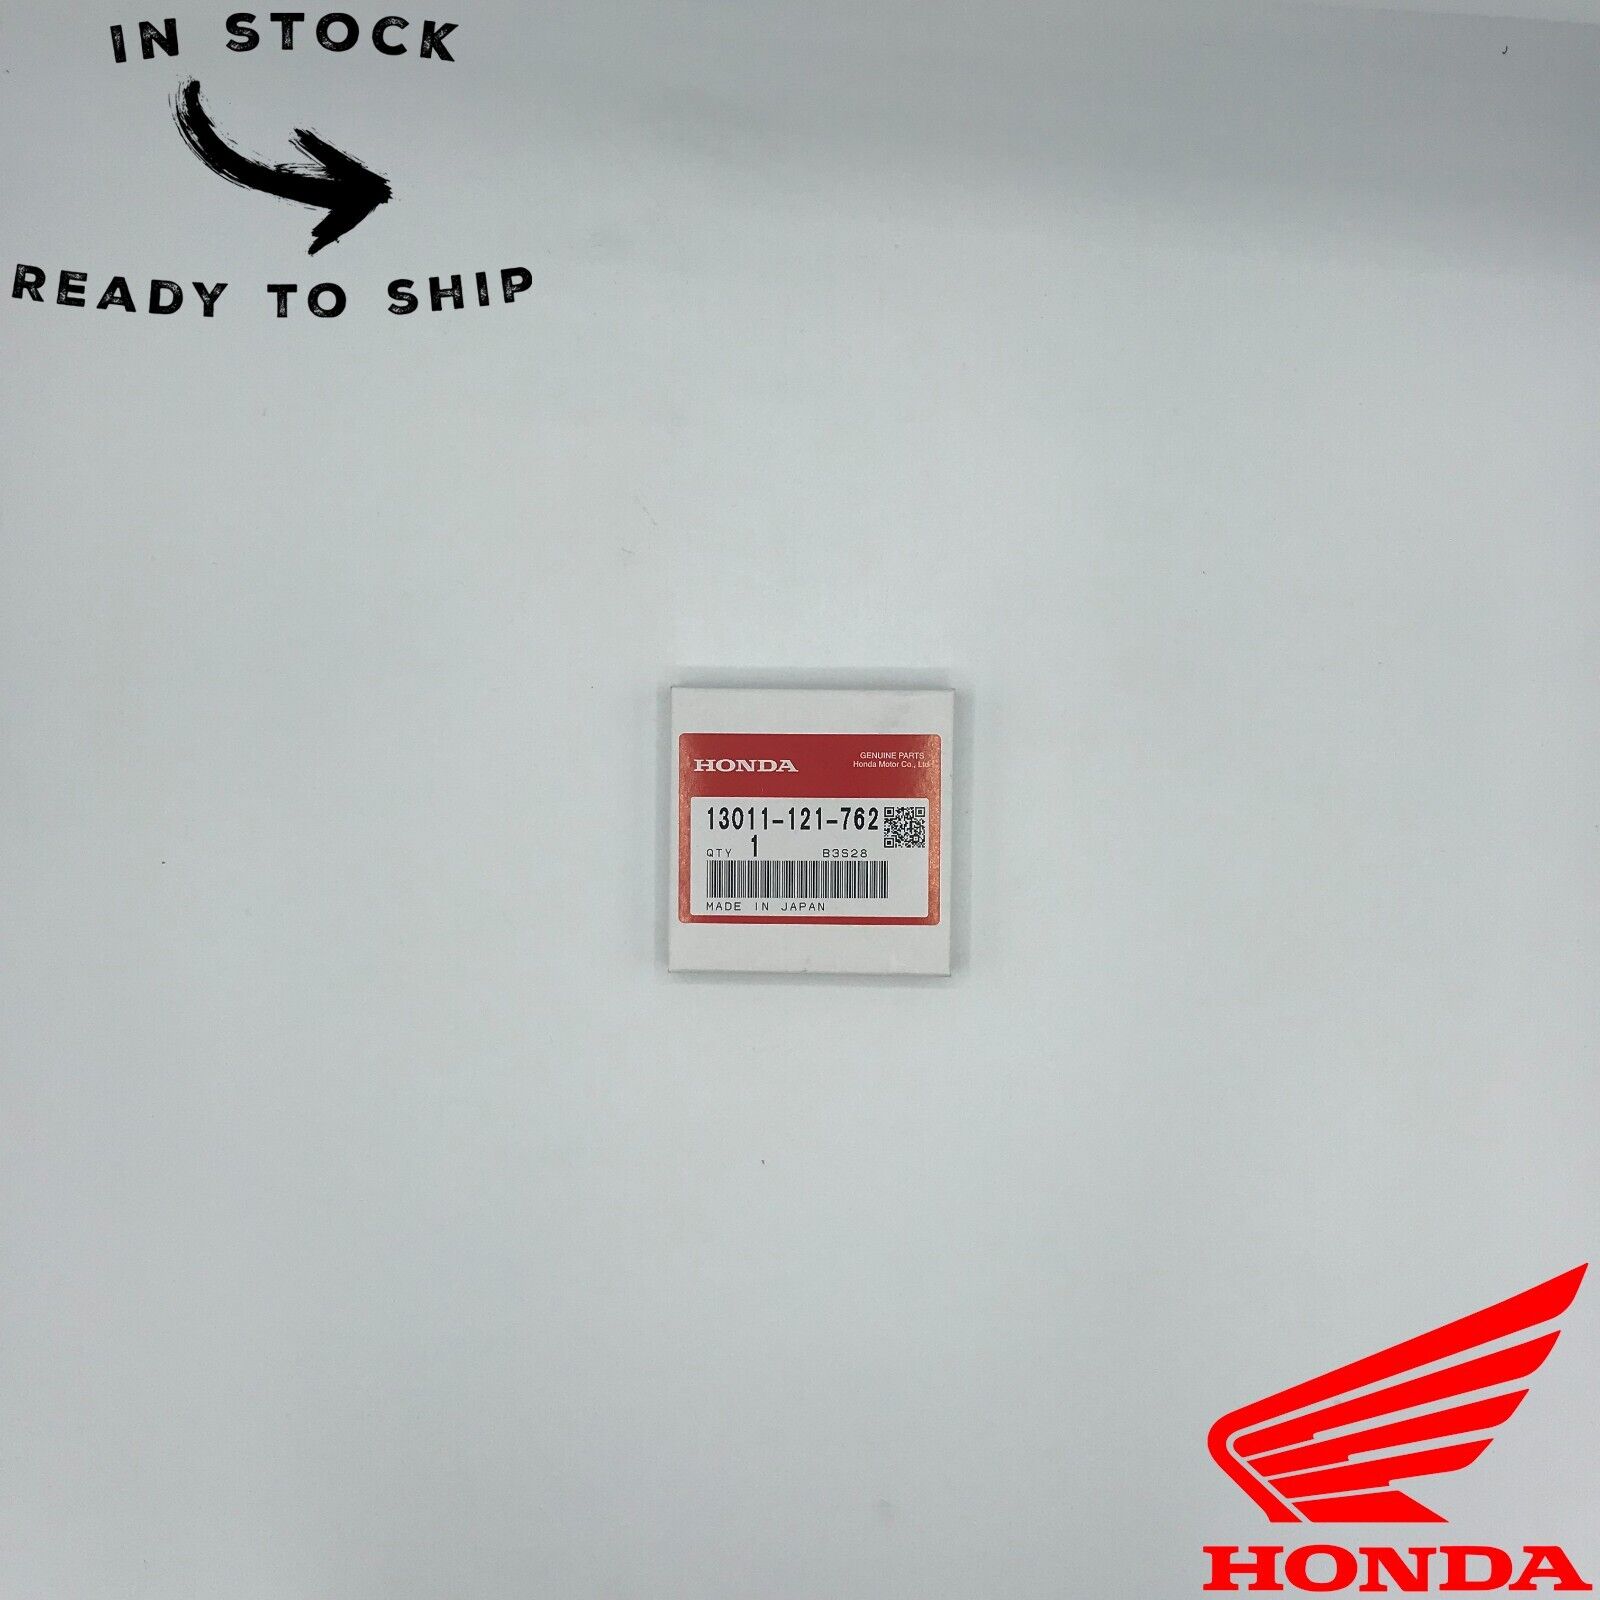 IN STOCK
READY TO SHIP
HONDA
GENUINE PARTS
Honda Motor Co., Ltd
13011-121-762
QTY 1 B3S28
MADE IN JAPAN
HONDA